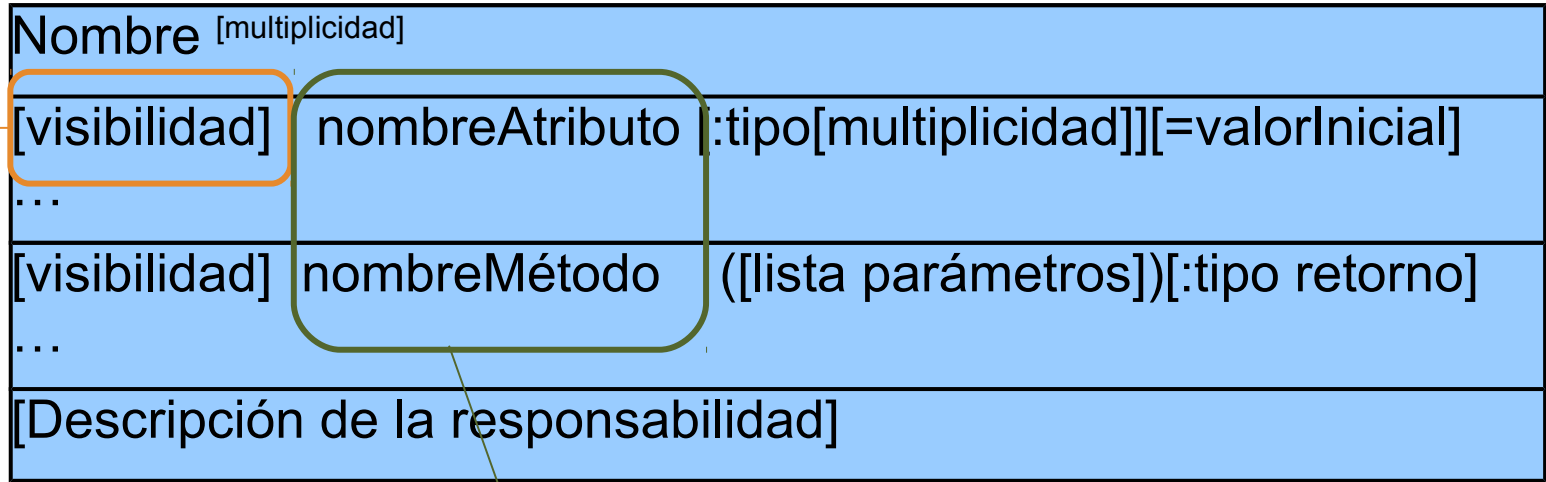 Nombre [multiplicidad]
[visibilidad] nombreAtributo [:tipo[multiplicidad]][=valorInicial]
…
[visibilidad] nombreMétodo ([lista parámetros])[:tipo retorno]
…
[Descripción de la responsabilidad]